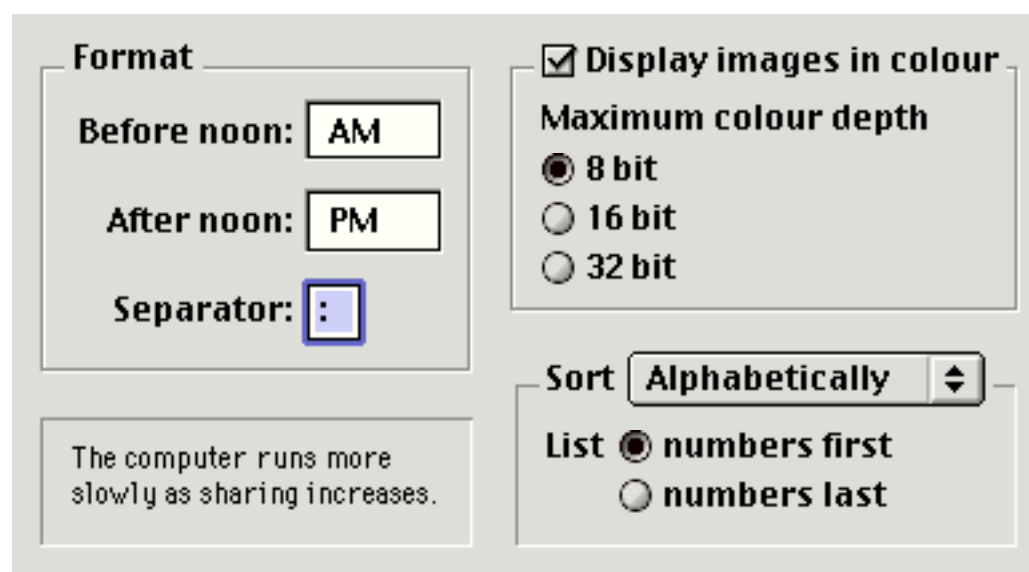 Format
Before noon: AM
After noon: PM
Separator: :
The computer runs more
slowly as sharing increases.
Display images in colour
Maximum colour depth
8 bit
16 bit
32 bit
Sort Alphabetically
List numbers first
numbers last